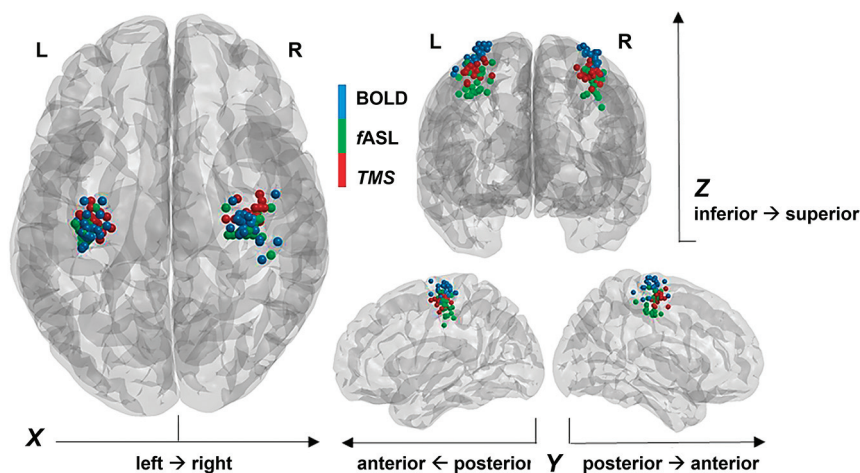 L
R
BOLD
fASL
TMS
L
R
Z
inferior → superior
X
left → right
anterior ← posterior
Y
posterior → anterior